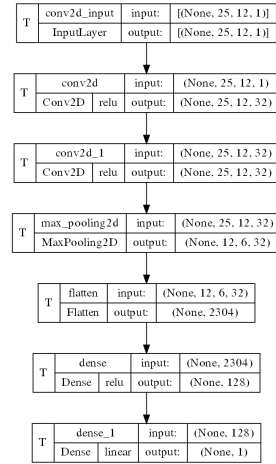 T conv2d_input input: [(None, 25, 12, 1)]
InputLayer output: [(None, 25, 12, 1)]
T conv2d input: (None, 25, 12, 1)
Conv2D relu output: (None, 25, 12, 32)
T conv2d_1 input: (None, 25, 12, 32)
Conv2D relu output: (None, 25, 12, 32)
T max_pooling2d input: (None, 25, 12, 32)
MaxPooling2D output: (None, 12, 6, 32)
T flatten input: (None, 12, 6, 32)
Flatten output: (None, 2304)
T dense input: (None, 2304)
Dense relu output: (None, 128)
T dense_1 input: (None, 128)
Dense linear output: (None, 1)